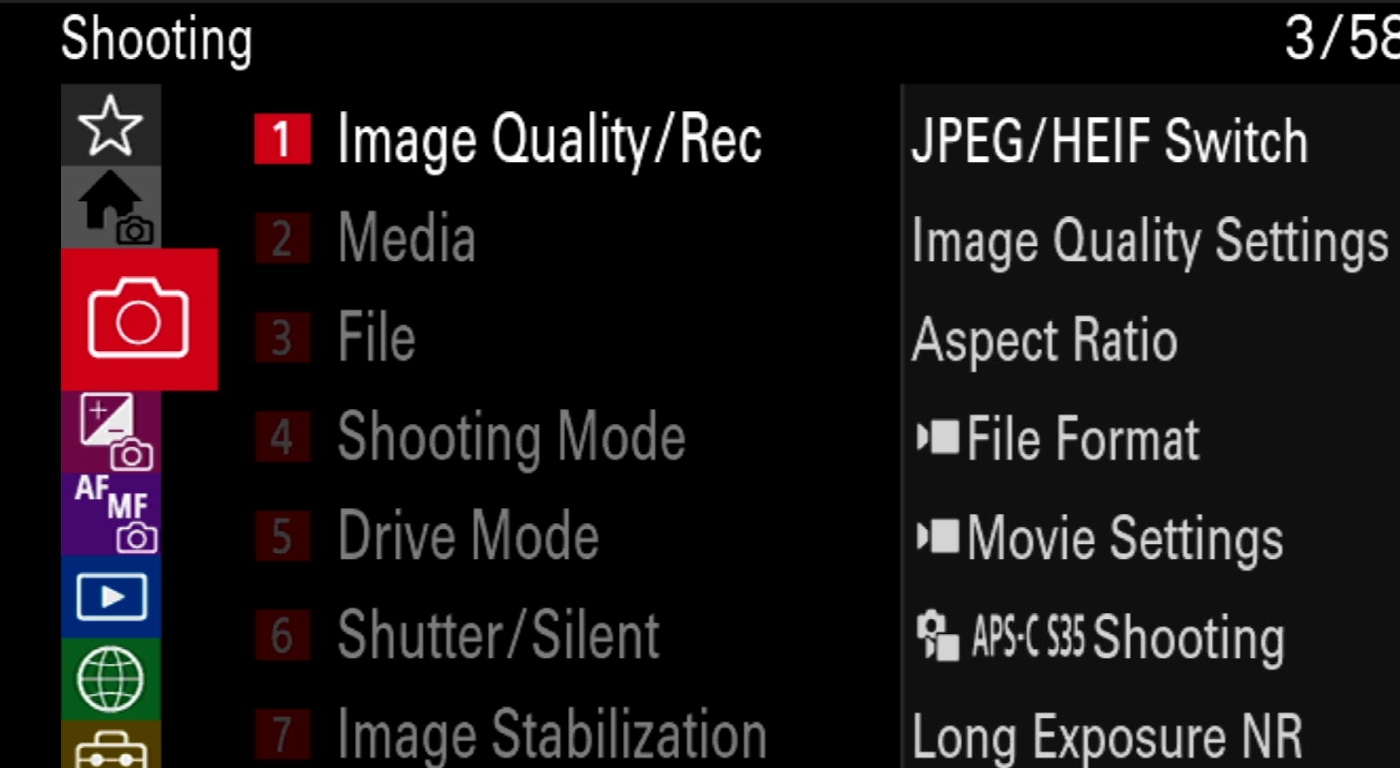 Shooting
3/58
1 Image Quality/Rec
2 Media
3 File
4 Shooting Mode
5 Drive Mode
6 Shutter/Silent
7 Image Stabilization
AF MF
JPEG/HEIF Switch
Image Quality Settings
Aspect Ratio
File Format
Movie Settings
APS-C S35 Shooting
Long Exposure NR